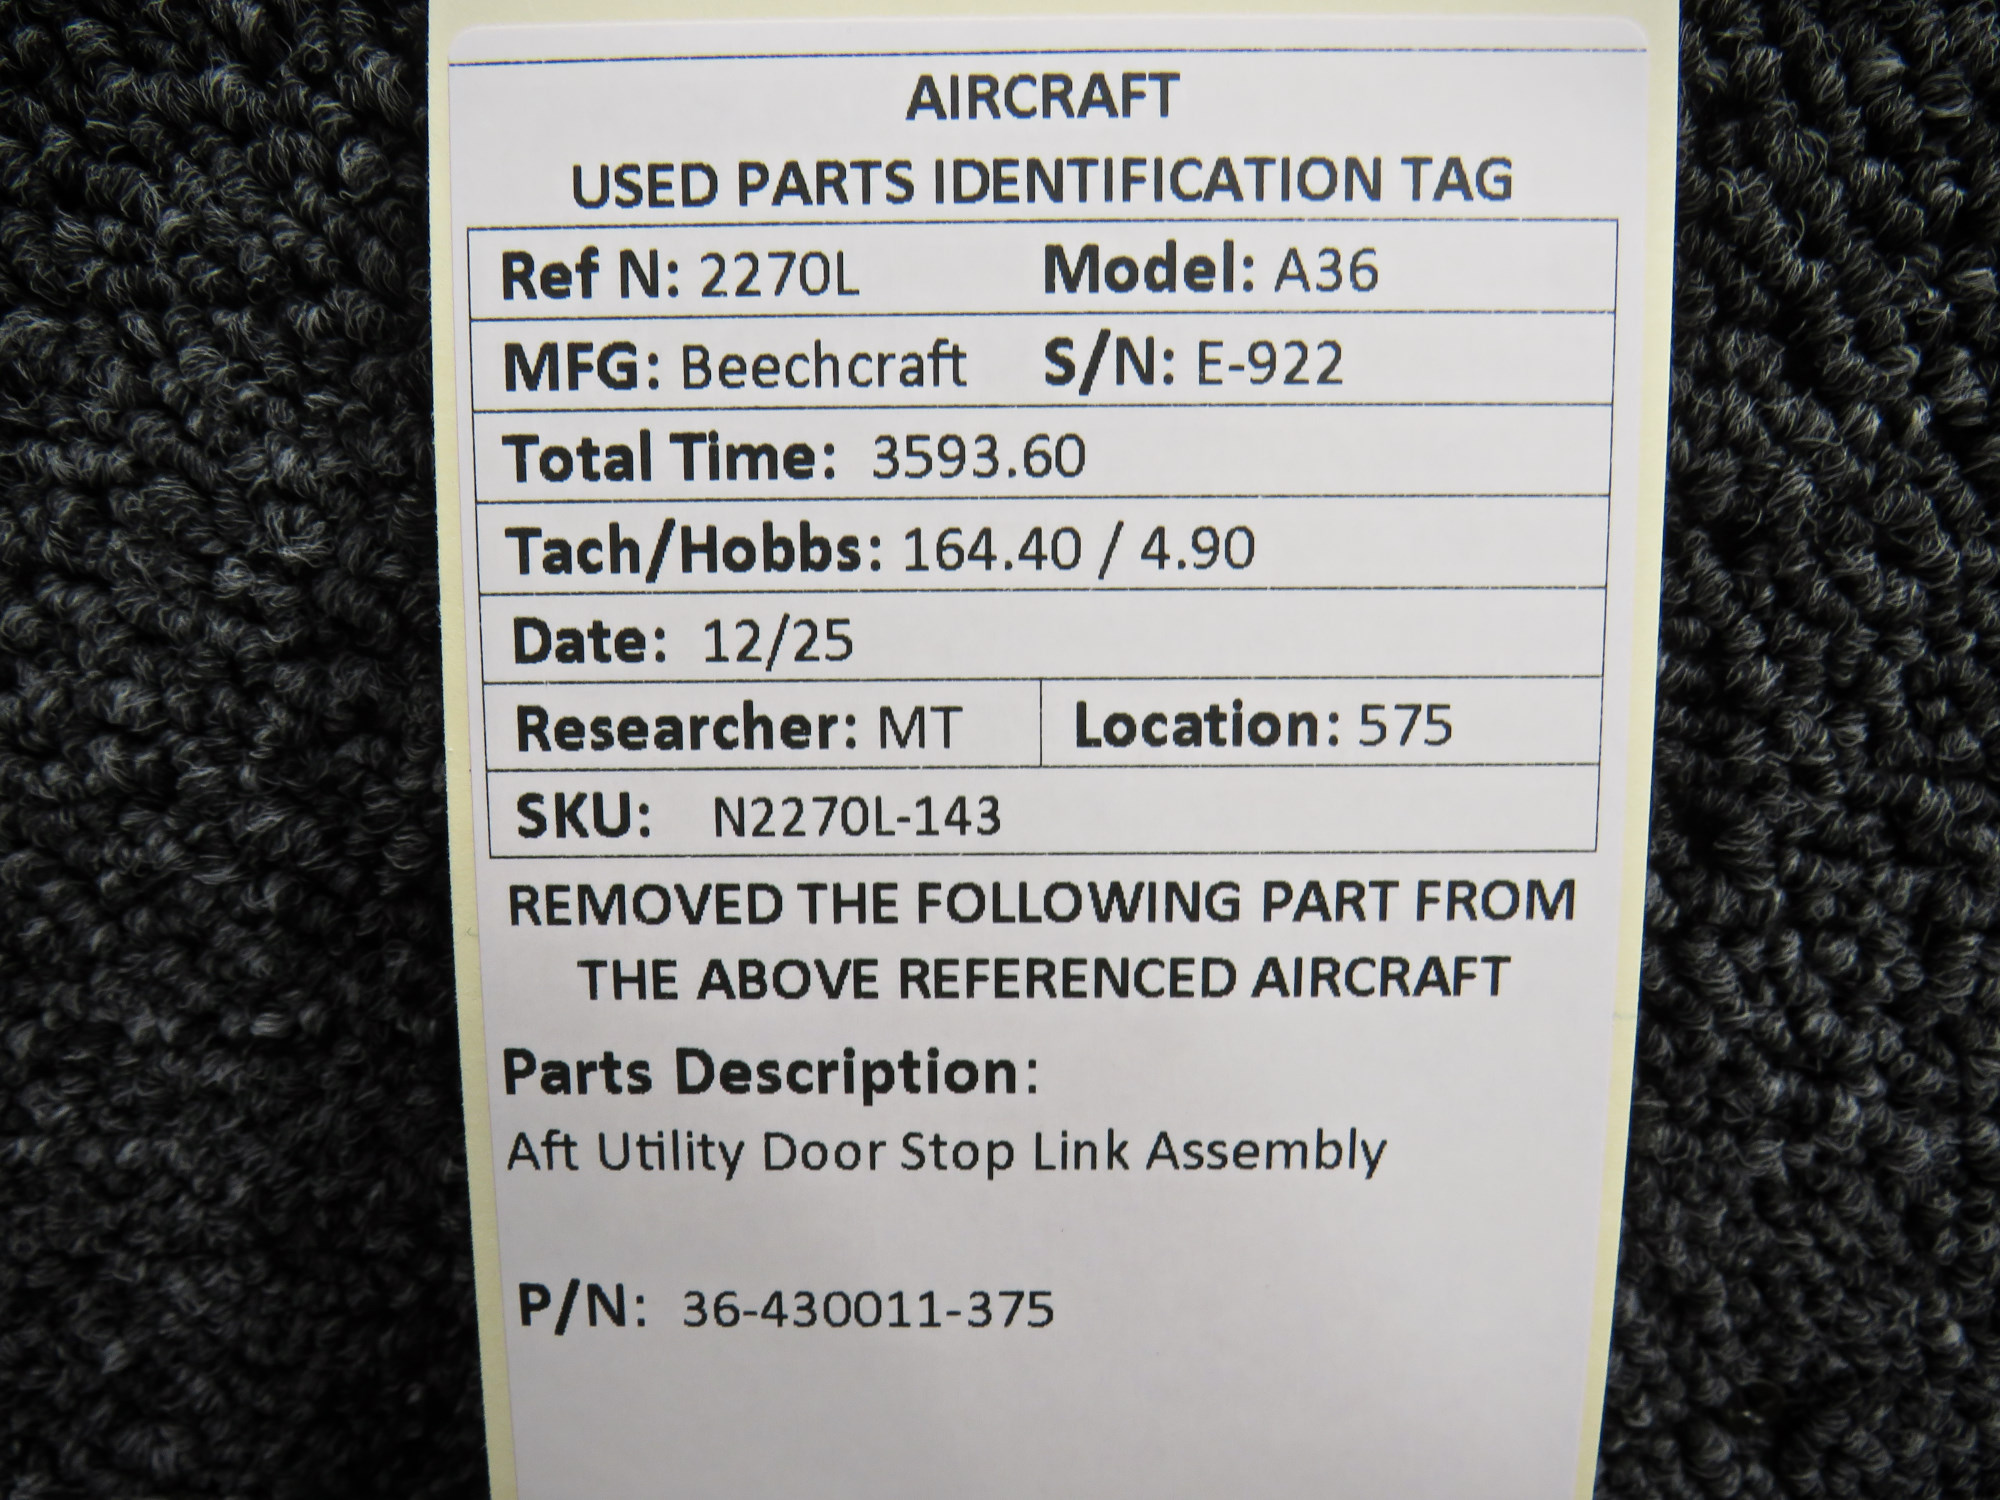 AIRCRAFT
USED PARTS IDENTIFICATION TAG
Ref N: 2270L Model: A36
MFG: Beechcraft S/N: E-922
Total Time: 3593.60
Tach/Hobbs: 164.40 / 4.90
Date: 12/25
Researcher: MT Location: 575
SKU: N2270L-143
REMOVED THE FOLLOWING PART FROM
THE ABOVE REFERENCED AIRCRAFT
Parts Description:
Aft Utility Door Stop Link Assembly
P/N: 36-430011-375